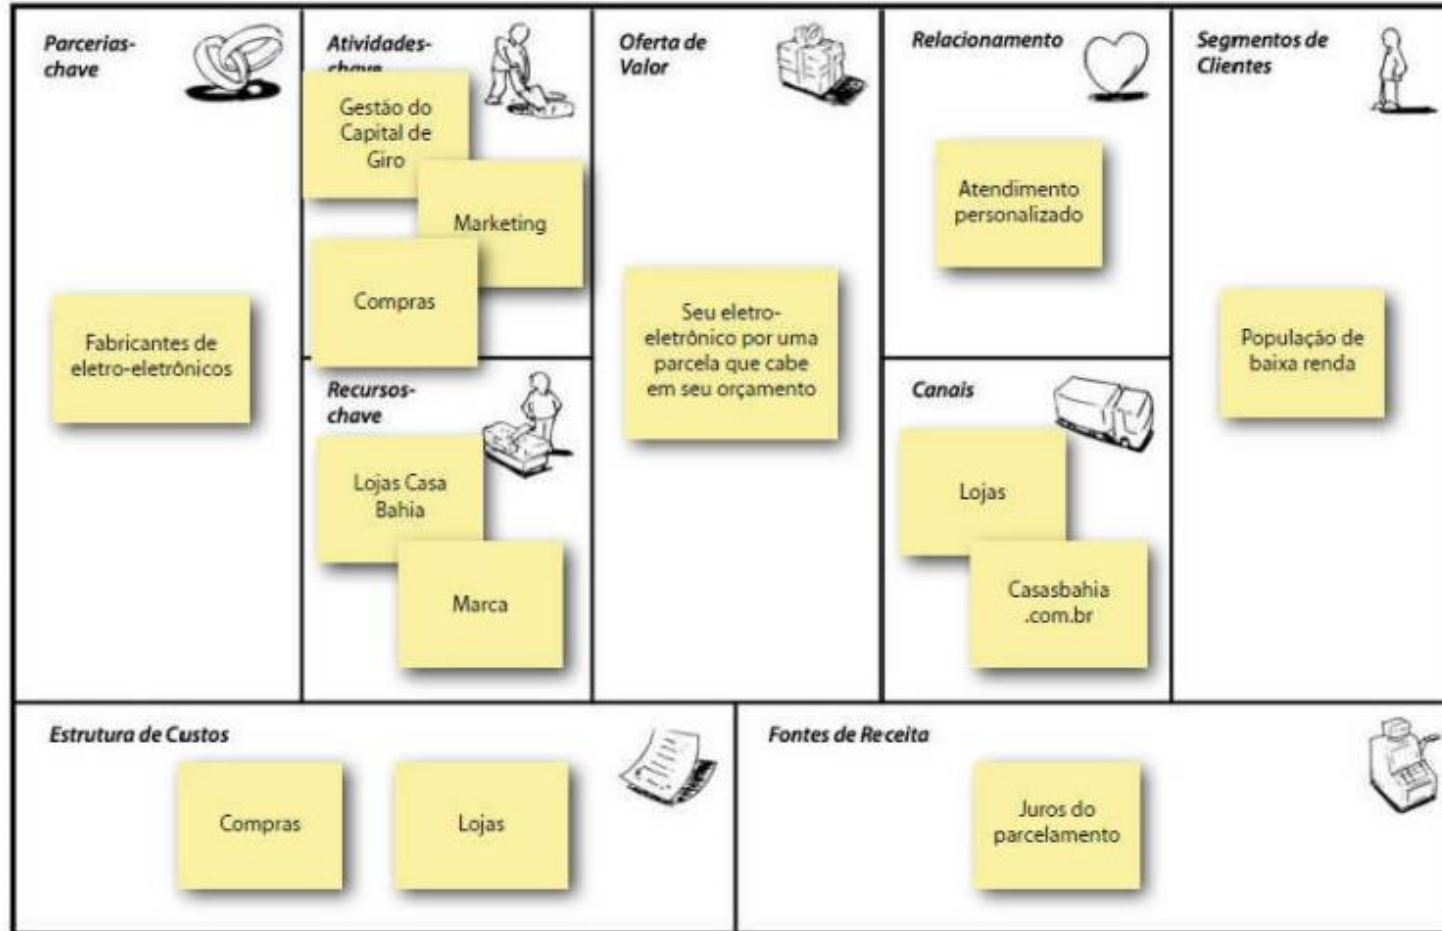 Parcerias-
chave
Fabricantes de
eletro-eletrônicos
Atividades-
chave
Gestão do
Capital de
Giro
Marketing
Compras
Recursos-
chave
Lojas Casa
Bahia
Marca
Oferta de
Valor
Seu eletro-
eletrônico por uma
parcela que cabe
em seu orçamento
Relacionamento
Atendimento
personalizado
Canais
Lojas
Casasbahia
.com.br
Segmentos de
Clientes
População de
baixa renda
Estrutura de Custos
Compras
Lojas
Fontes de Receita
Juros do
parcelamento